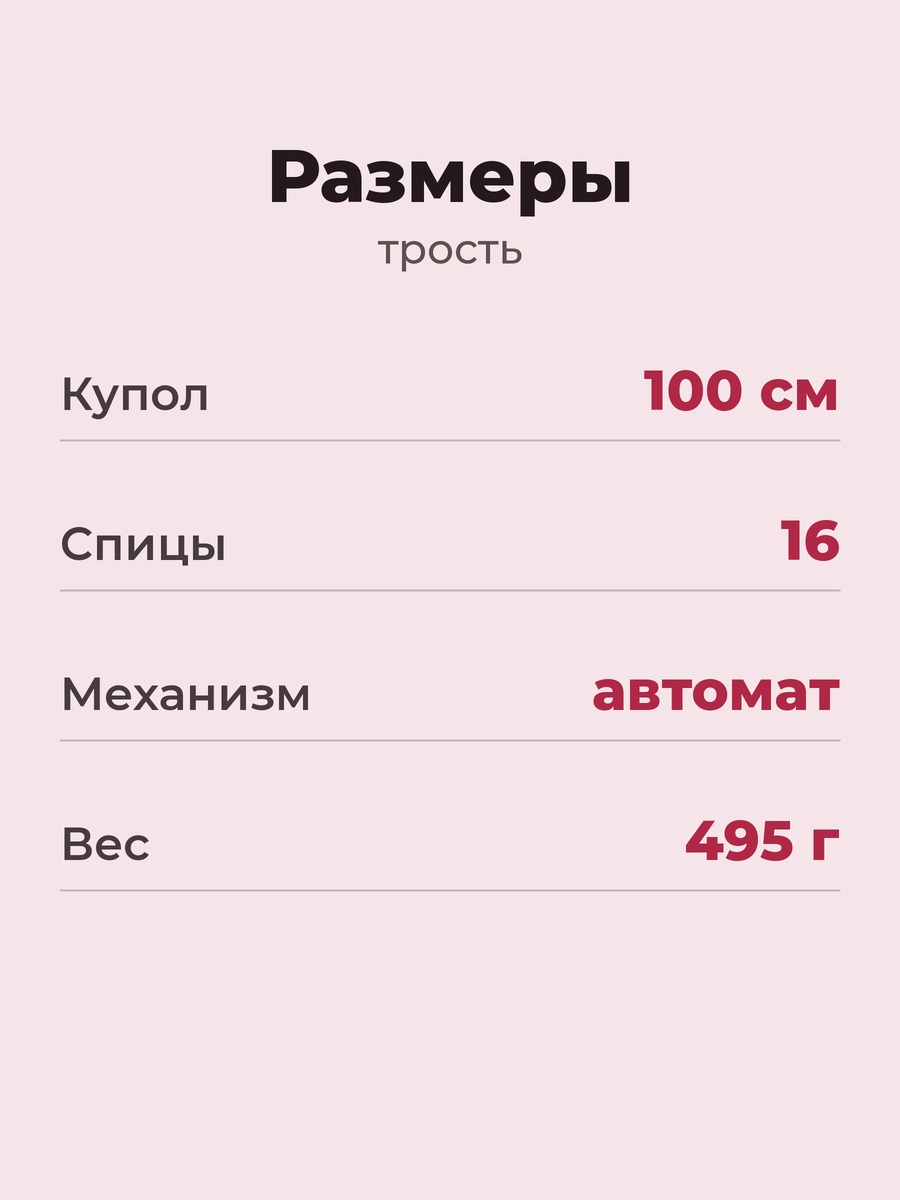 Размеры
трость
Купол 100 см
Спицы 16
Механизм автомат
Вес 495 г